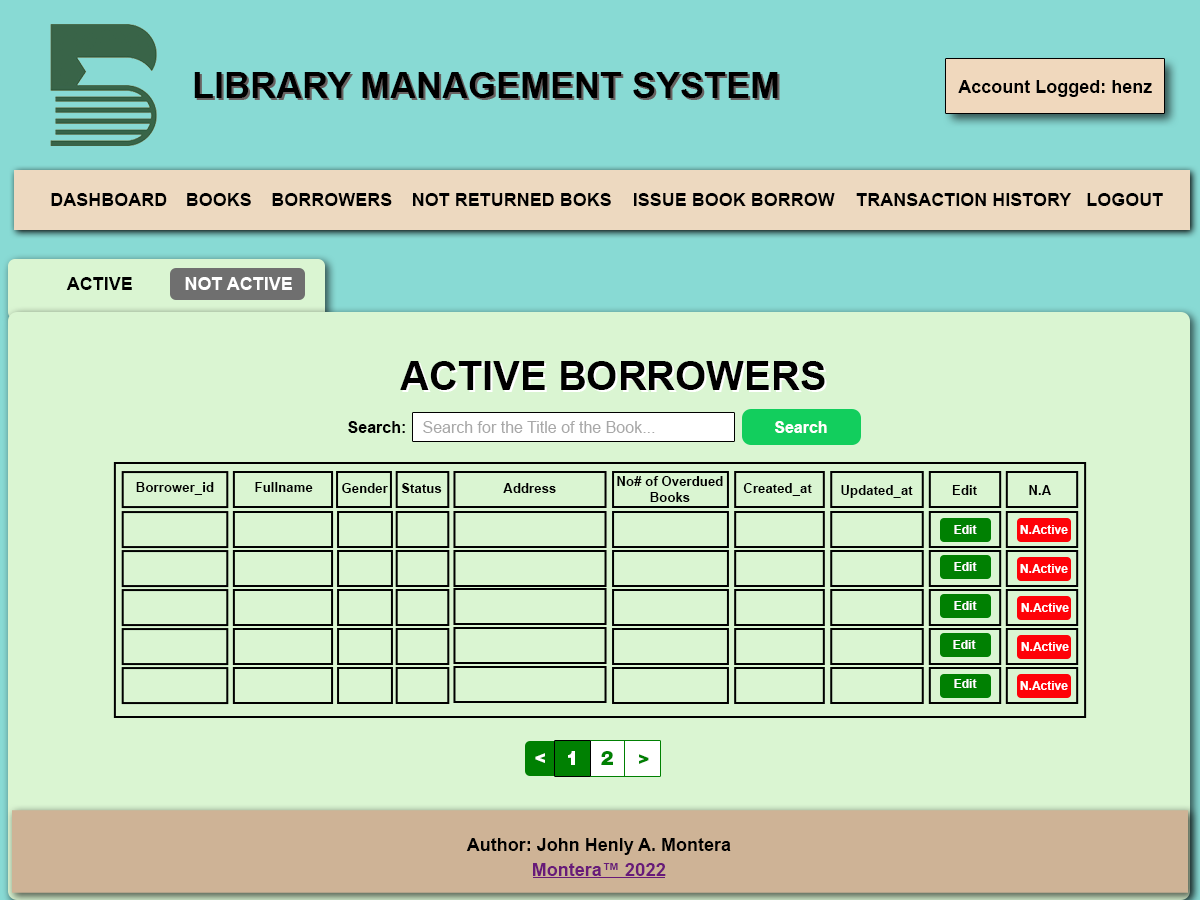 LIBRARY MANAGEMENT SYSTEM
Account Logged: henz
DASHBOARD BOOKS BORROWERS NOT RETURNED BOKS ISSUE BOOK BORROW TRANSACTION HISTORY LOGOUT
ACTIVE NOT ACTIVE
ACTIVE BORROWERS
Search: Search for the Title of the Book... Search
Borrower_id Fullname Gender Status Address No# of Overdued Books Created_at Updated_at Edit N.A
Edit N.Active
Edit N.Active
Edit N.Active
Edit N.Active
Edit N.Active
< 1 2 >
Author: John Henly A. Montera
Montera™ 2022